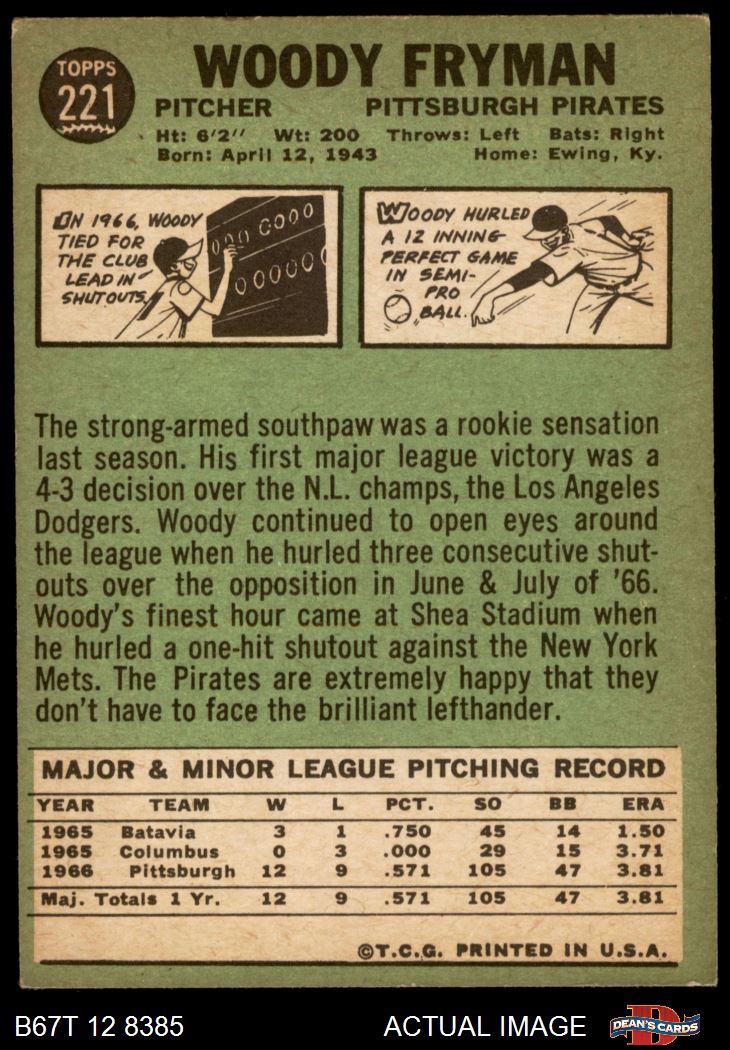 TOPPS
221
WOODY FRYMAN
PITCHER PITTSBURGH PIRATES
Ht: 6'2" Wt: 200 Throws: Left Bats: Right
Born: April 12, 1943 Home: Ewing, Ky.
IN 1966, WOODY
TIED FOR
THE CLUB
LEAD IN
SHUTOUTS.
000 0000
00000
WOODY HURLED
A 12 INNING
PERFECT GAME
IN SEMI-
PRO
BALL.
The strong-armed southpaw was a rookie sensation
last season. His first major league victory was a
4-3 decision over the N.L. champs, the Los Angeles
Dodgers. Woody continued to open eyes around
the league when he hurled three consecutive shut-
outs over the opposition in June & July of '66.
Woody's finest hour came at Shea Stadium when
he hurled a one-hit shutout against the New York
Mets. The Pirates are extremely happy that they
don't have to face the brilliant lefthander.
MAJOR & MINOR LEAGUE PITCHING RECORD
YEAR TEAM W L PCT. SO BB ERA
1965 Batavia 3 1 .750 45 14 1.50
1965 Columbus 0 3 .000 29 15 3.71
1966 Pittsburgh 12 9 .571 105 47 3.81
Maj. Totals 1 Yr. 12 9 .571 105 47 3.81
©T.C.G. PRINTED IN U.S.A.
B67T 12 8385 ACTUAL IMAGE DEAN'S CARDS